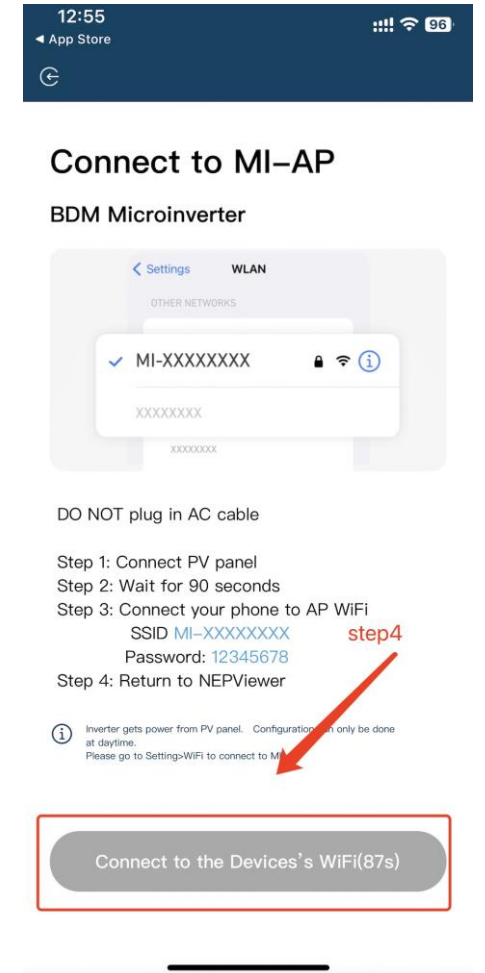 12:55
96
◀ App Store
Connect to MI-AP
BDM Microinverter
Settings WLAN
OTHER NETWORKS
MI-XXXXXXXX
XXXXXXXX
XXXXXXXX
DO NOT plug in AC cable
Step 1: Connect PV panel
Step 2: Wait for 90 seconds
Step 3: Connect your phone to AP WiFi
SSID MI-XXXXXXXX
step4
Password: 12345678
Step 4: Return to NEPViewer
Inverter gets power from PV panel. Configuration only be done
at daytime.
Please go to Setting>WiFi to connect to
Connect to the Devices's WiFi(87s)